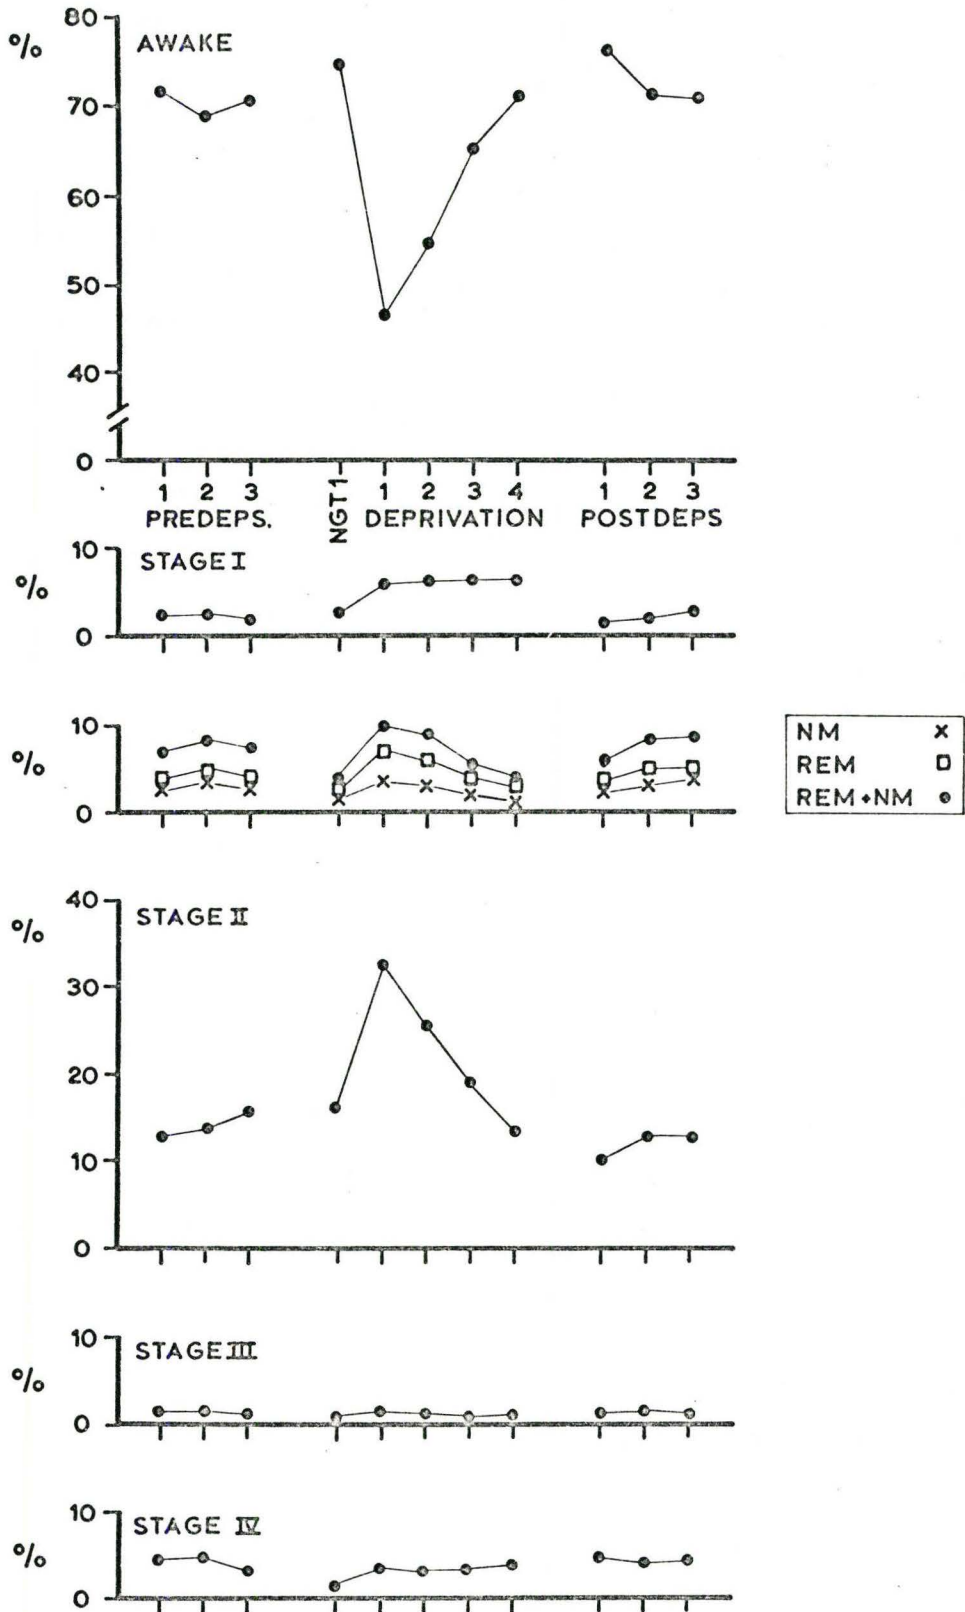 80
%
AWAKE
70
60
50
40
0
1 2 3 NGT1 1 2 3 4 1 2 3
PREDEPS. DEPRIVATION POSTDEPS
10
STAGE I
%
0
10
%
0
NM x
REM □
REM+NM ●
40
STAGE II
%
30
20
10
0
10
STAGE III
%
0
10
STAGE IV
%
0